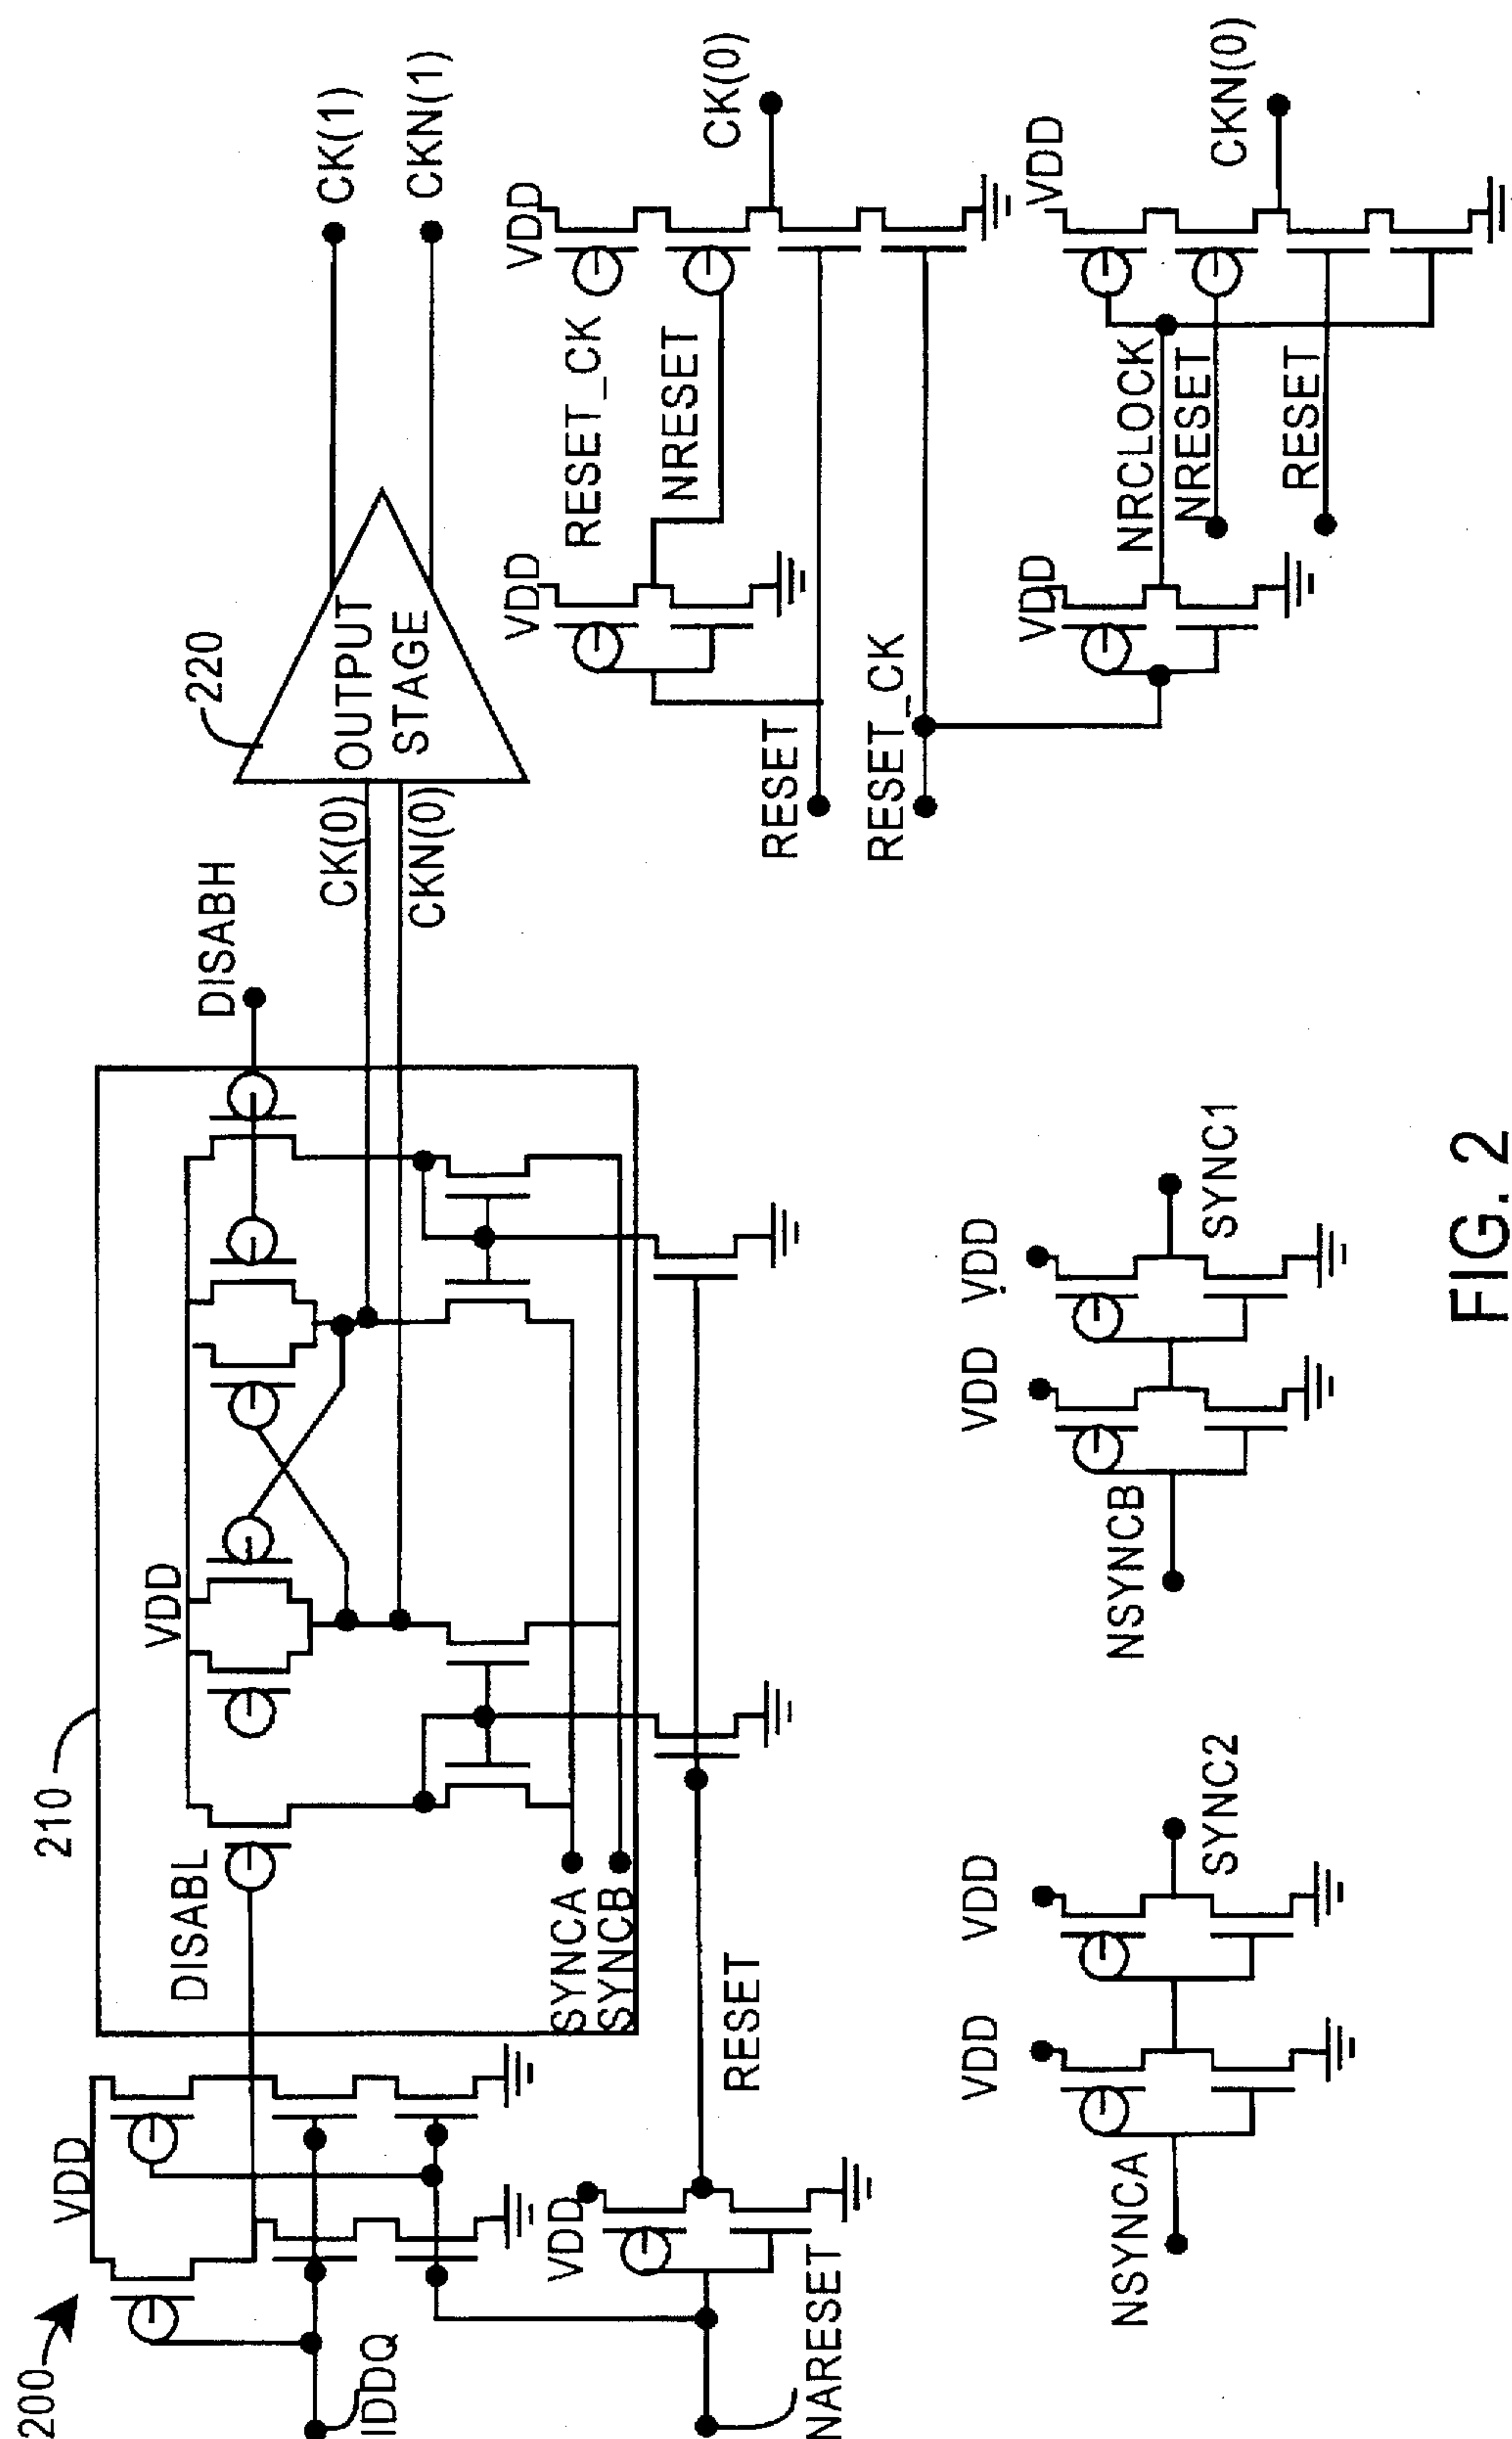 200
IDDQ
NARESET
VDD
VDD
210
DISABL
VDD
SYNCA
SYNCB
RESET
DISABH
CK(0)
CKN(0)
220
OUTPUT
STAGE
CK(1)
CKN(1)
VDD
VDD
RESET_CK
NRESET
CK(0)
RESET
RESET_CK
VDD
VDD
NRCLOCK
NRESET
RESET
CKN(0)
NSYNCA
VDD
VDD
SYNC2
NSYNCB
VDD
VDD
SYNC1
FIG. 2